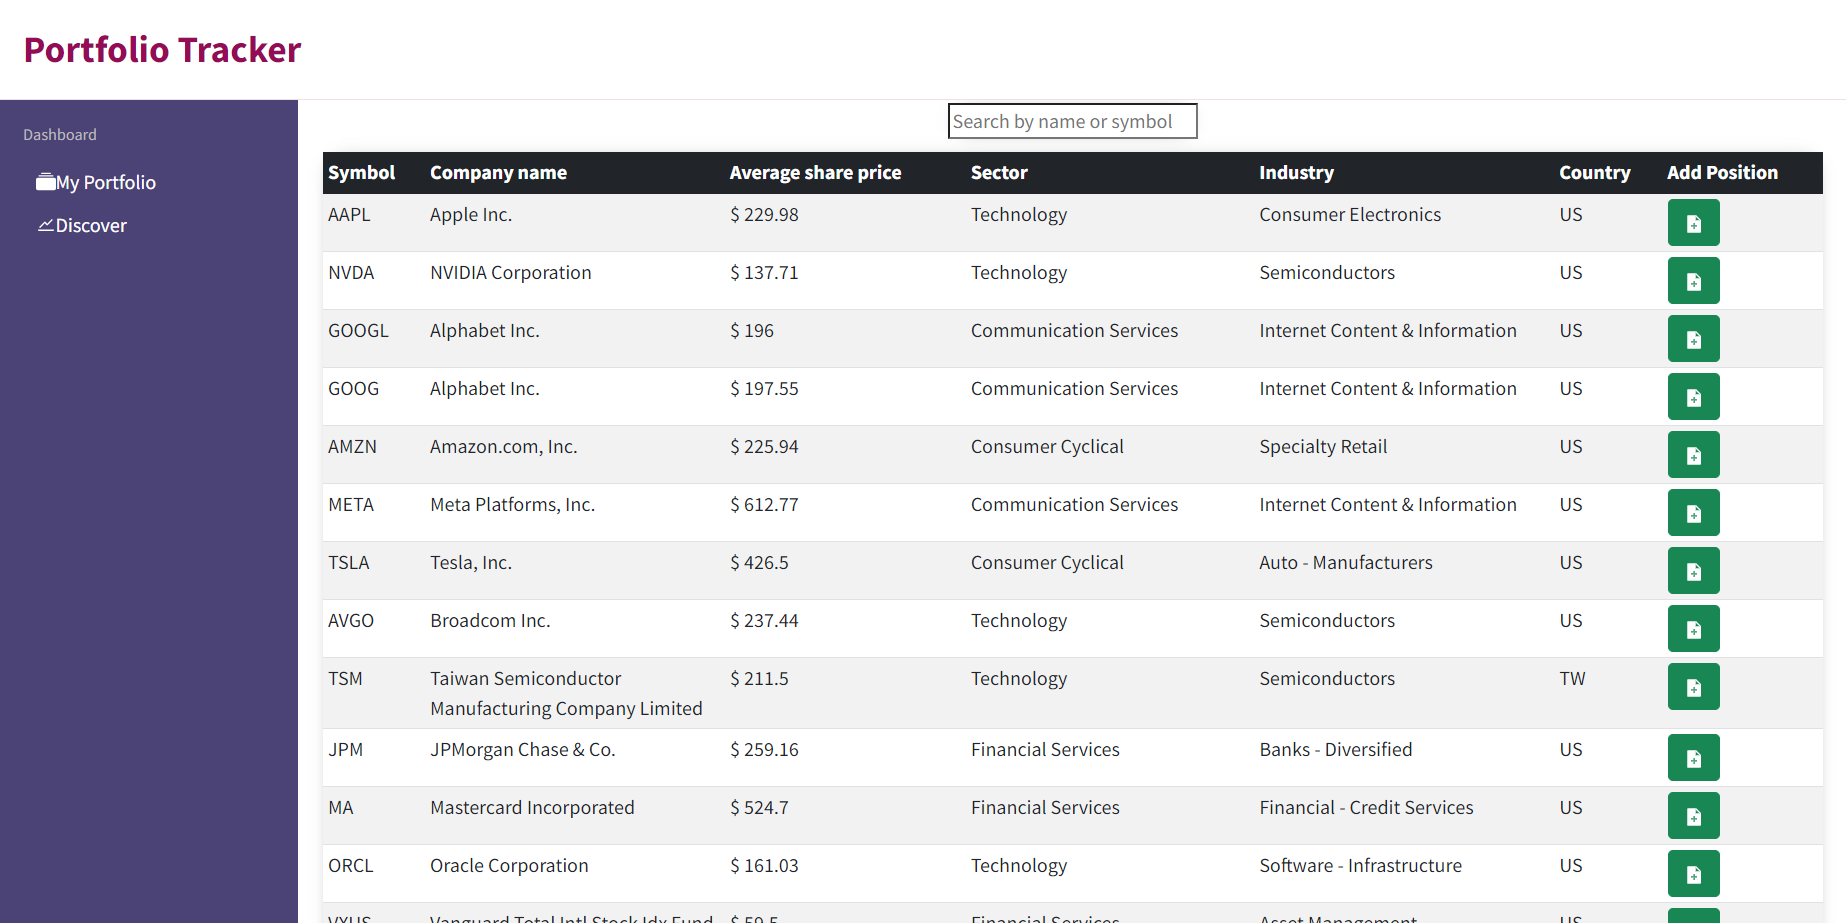 Portfolio Tracker
Dashboard
My Portfolio
Discover
Search by name or symbol
Symbol Company name Average share price Sector Industry Country Add Position
AAPL Apple Inc. $ 229.98 Technology Consumer Electronics US
NVDA NVIDIA Corporation $ 137.71 Technology Semiconductors US
GOOGL Alphabet Inc. $ 196 Communication Services Internet Content & Information US
GOOG Alphabet Inc. $ 197.55 Communication Services Internet Content & Information US
AMZN Amazon.com, Inc. $ 225.94 Consumer Cyclical Specialty Retail US
META Meta Platforms, Inc. $ 612.77 Communication Services Internet Content & Information US
TSLA Tesla, Inc. $ 426.5 Consumer Cyclical Auto - Manufacturers US
AVGO Broadcom Inc. $ 237.44 Technology Semiconductors US
TSM Taiwan Semiconductor $ 211.5 Technology Semiconductors TW
Manufacturing Company Limited
JPM JPMorgan Chase & Co. $ 259.16 Financial Services Banks - Diversified US
MA Mastercard Incorporated $ 524.7 Financial Services Financial - Credit Services US
ORCL Oracle Corporation $ 161.03 Technology Software - Infrastructure US
VXUS Vanguard Total Intl Stock Idx Fund $ 59.5 Financial Services Asset Management US